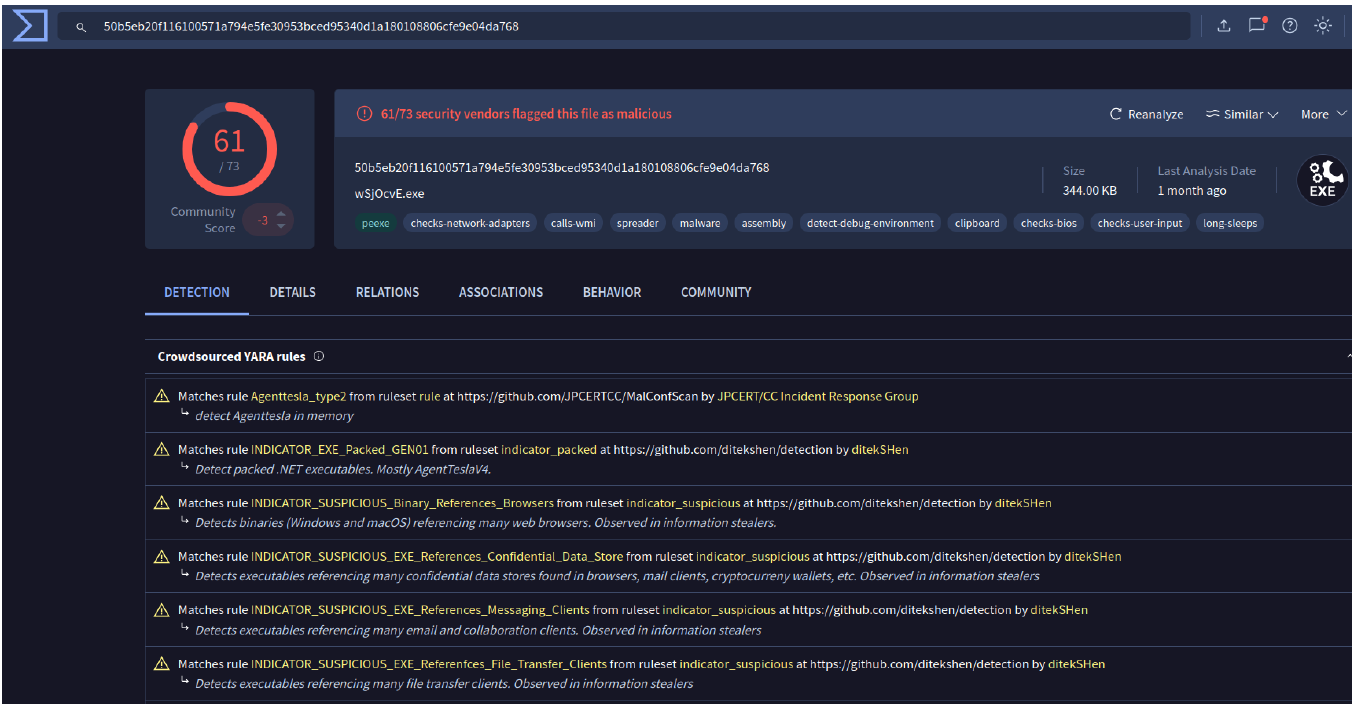 50b5eb20f116100571a794e5fe30953bced95340d1a180108806cfe9e04da768
61
/ 73
Community
Score
-3
61/73 security vendors flagged this file as malicious
Reanalyze
Similar
More
50b5eb20f116100571a794e5fe30953bced95340d1a180108806cfe9e04da768
wSjOcvE.exe
Size
344.00 KB
Last Analysis Date
1 month ago
EXE
peexe checks-network-adapters calls-wmi spreader malware assembly detect-debug-environment clipboard checks-bios checks-user-input long-sleeps
DETECTION DETAILS RELATIONS ASSOCIATIONS BEHAVIOR COMMUNITY
Crowdsourced YARA rules
Matches rule Agenttesla_type2 from ruleset rule at https://github.com/JPCERTCC/MalConfScan by JPCERT/CC Incident Response Group
detect Agenttesla in memory
Matches rule INDICATOR_EXE_Packed_GEN01 from ruleset indicator_packed at https://github.com/ditekshen/detection by ditekSHen
Detect packed .NET executables. Mostly AgentTeslaV4.
Matches rule INDICATOR_SUSPICIOUS_Binary_References_Browsers from ruleset indicator_suspicious at https://github.com/ditekshen/detection by ditekSHen
Detects binaries (Windows and macOS) referencing many web browsers. Observed in information stealers.
Matches rule INDICATOR_SUSPICIOUS_EXE_References_Confidential_Data_Store from ruleset indicator_suspicious at https://github.com/ditekshen/detection by ditekSHen
Detects executables referencing many confidential data stores found in browsers, mail clients, cryptocurreny wallets, etc. Observed in information stealers
Matches rule INDICATOR_SUSPICIOUS_EXE_References_Messaging_Clients from ruleset indicator_suspicious at https://github.com/ditekshen/detection by ditekSHen
Detects executables referencing many email and collaboration clients. Observed in information stealers
Matches rule INDICATOR_SUSPICIOUS_EXE_Referenfces_File_Transfer_Clients from ruleset indicator_suspicious at https://github.com/ditekshen/detection by ditekSHen
Detects executables referencing many file transfer clients. Observed in information stealers